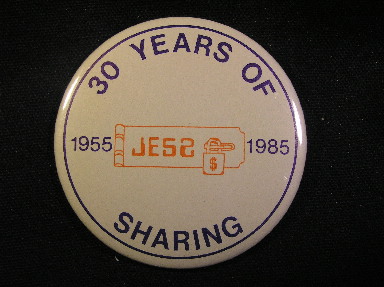 30 YEARS OF
1955 JESS 1985
$
SHARING